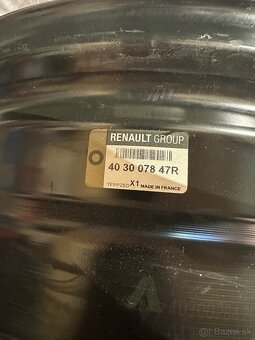 RENAULT GROUP
40 30 078 47R
X1 MADE IN FRANCE
bazos.sk